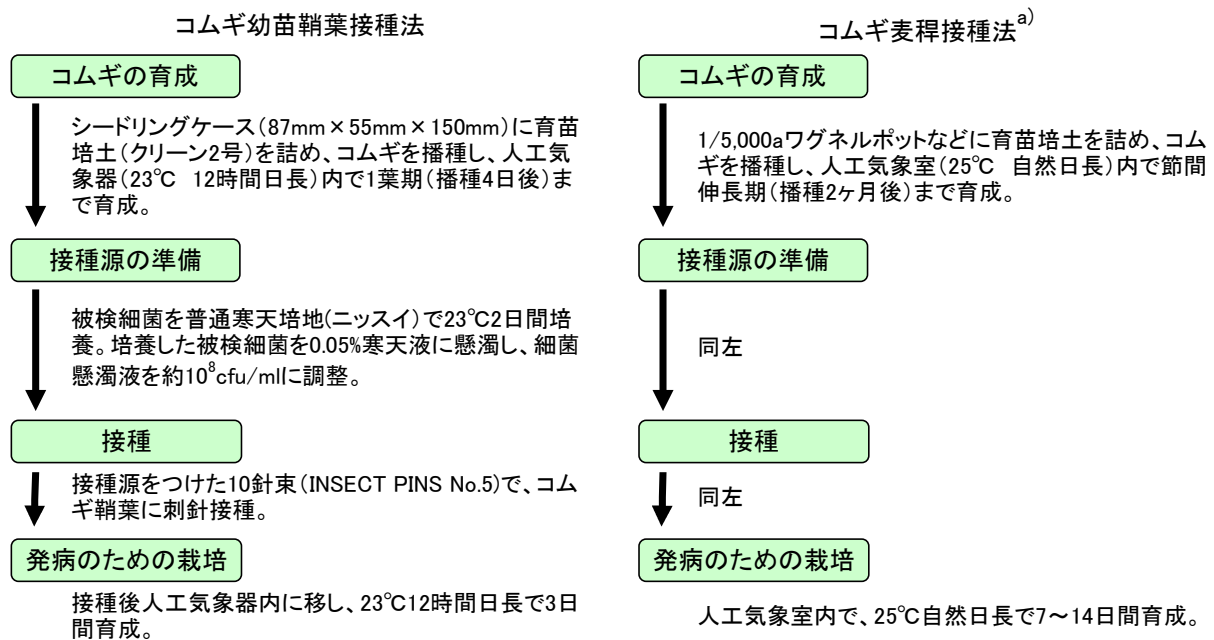 コムギ幼苗鞘葉接種法
コムギの育成
シードリングケース(87mm×55mm×150mm)に育苗
培土(クリーン2号)を詰め、コムギを播種し、人工気
象器(23℃ 12時間日長)内で1葉期(播種4日後)ま
で育成。
接種源の準備
被検細菌を普通寒天培地(ニッスイ)で23℃2日間培
養。培養した被検細菌を0.05%寒天液に懸濁し、細菌
懸濁液を約10⁸cfu/mlに調整。
接種
接種源をつけた10針束(INSECT PINS No.5)で、コム
ギ鞘葉に刺針接種。
発病のための栽培
接種後人工気象器内に移し、23℃12時間日長で3日
間育成。
コムギ麦稈接種法a)
コムギの育成
1/5,000aワグネルポットなどに育苗培土を詰め、コム
ギを播種し、人工気象室(25℃ 自然日長)内で節間
伸長期(播種2ヶ月後)まで育成。
接種源の準備
同左
接種
同左
発病のための栽培
人工気象室内で、25℃自然日長で7～14日間育成。